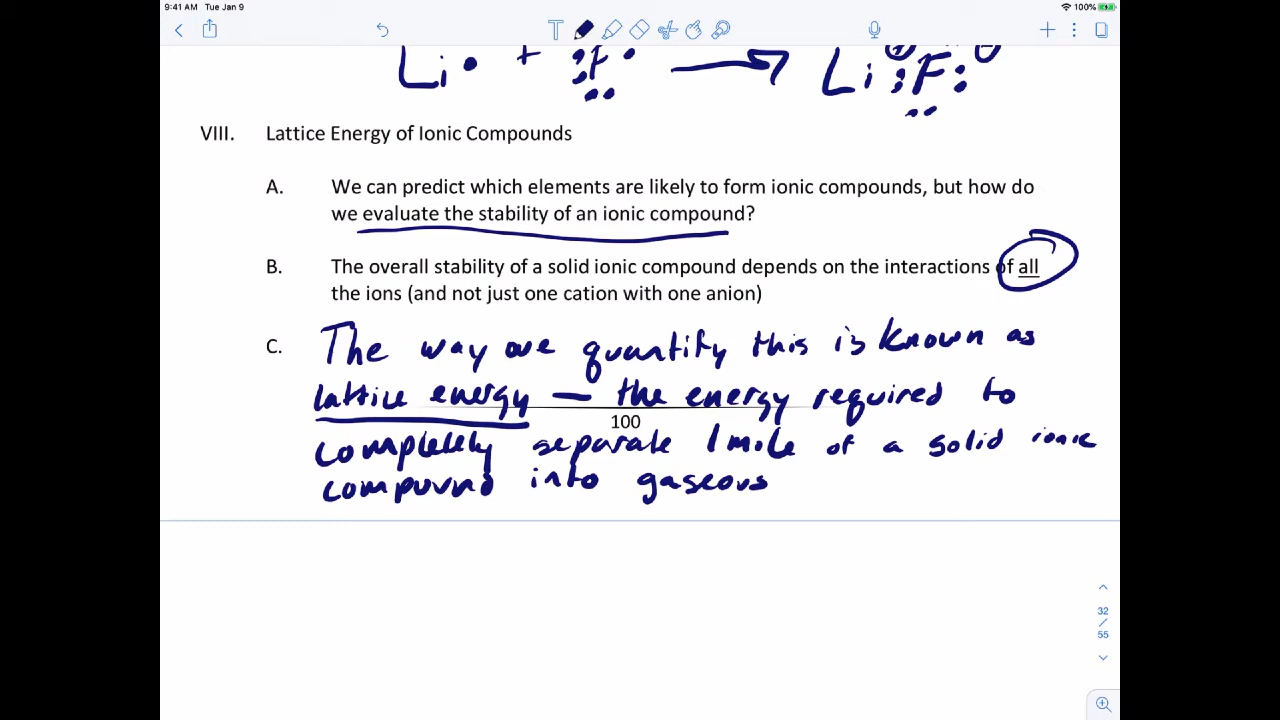 9:41 AM Tue Jan 9
100%
Li + F → Li F
VIII. Lattice Energy of Ionic Compounds
A. We can predict which elements are likely to form ionic compounds, but how do
we evaluate the stability of an ionic compound?
B. The overall stability of a solid ionic compound depends on the interactions of all
the ions (and not just one cation with one anion)
C. The way we quantify this is known as
lattice energy — the energy required to
100
completely separate 1 mole of a solid ionic
compound into gaseous
32
/
55